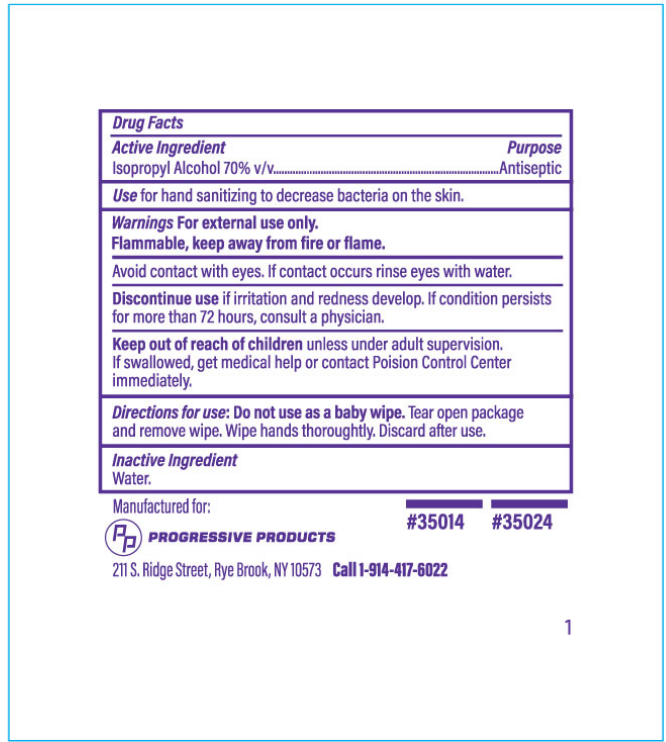 Drug Facts
Active Ingredient Purpose
Isopropyl Alcohol 70% v/v..............................................................................Antiseptic
Use for hand sanitizing to decrease bacteria on the skin.
Warnings For external use only.
Flammable, keep away from fire or flame.
Avoid contact with eyes. If contact occurs rinse eyes with water.
Discontinue use if irritation and redness develop. If condition persists
for more than 72 hours, consult a physician.
Keep out of reach of children unless under adult supervision.
If swallowed, get medical help or contact Poision Control Center
immediately.
Directions for use: Do not use as a baby wipe. Tear open package
and remove wipe. Wipe hands thoroughtly. Discard after use.
Inactive Ingredient
Water.
Manufactured for:
#35014 #35024
PP PROGRESSIVE PRODUCTS
211 S. Ridge Street, Rye Brook, NY 10573 Call 1-914-417-6022
1